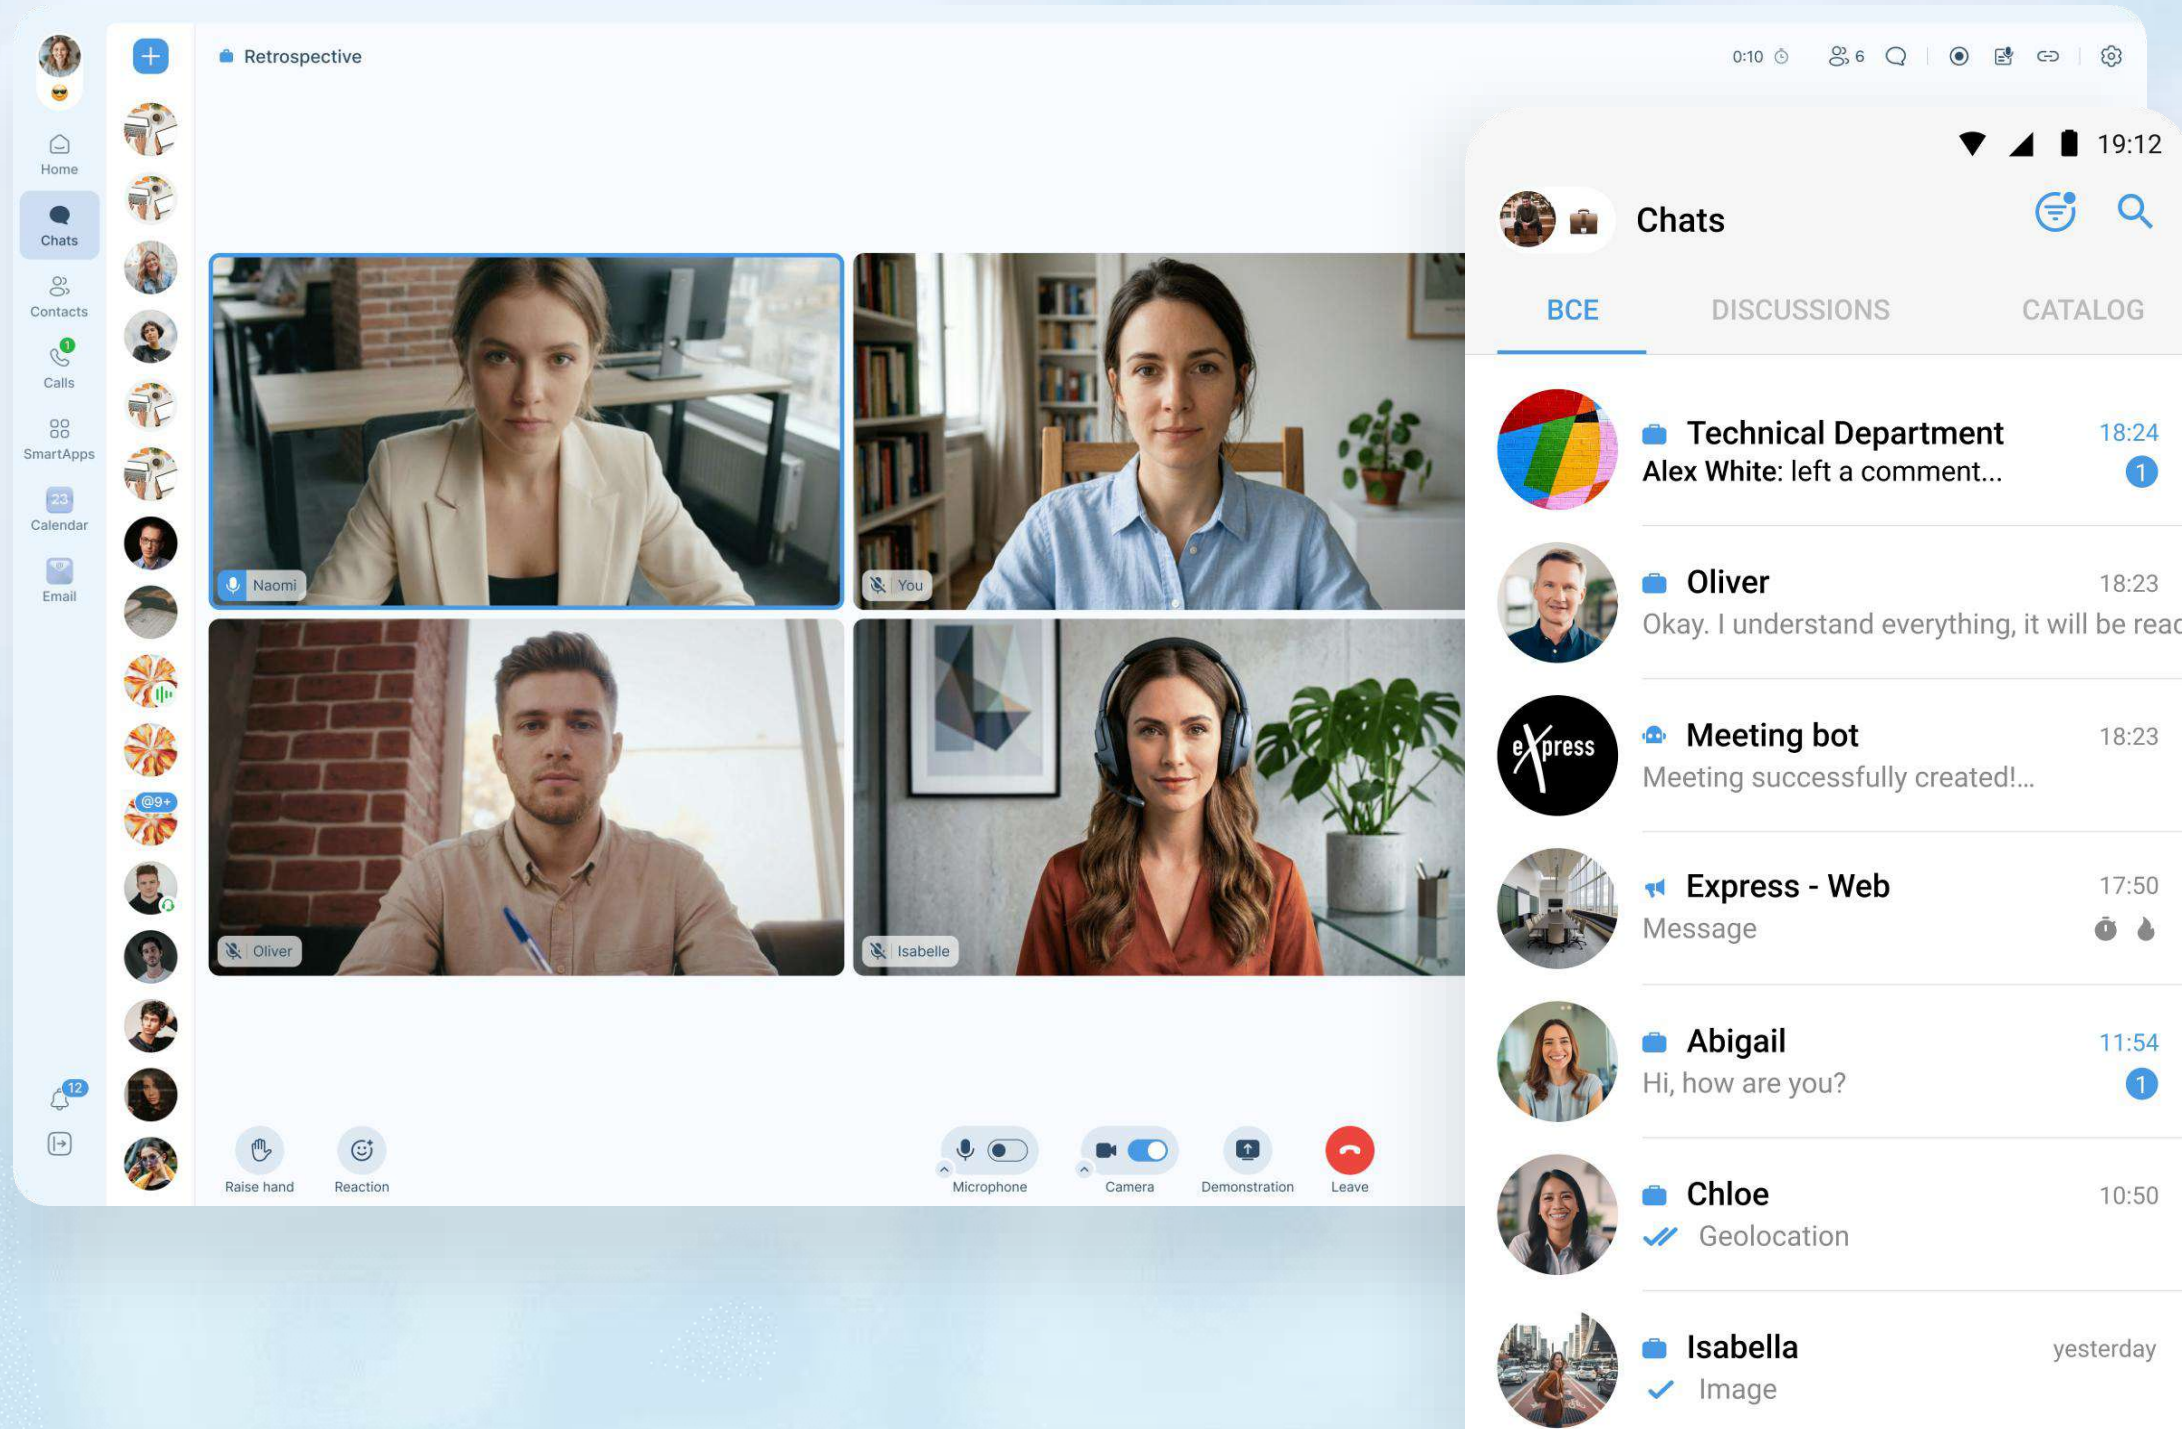 Retrospective
0:10
6
Home
Chats
Contacts
1
Calls
SmartApps
23
Calendar
Email
12
@9+
Naomi
You
Oliver
Isabelle
Raise hand
Reaction
Microphone
Camera
Demonstration
Leave
19:12
Chats
ВСЕ
DISCUSSIONS
CATALOG
Technical Department
18:24
Alex White: left a comment...
1
Oliver
18:23
Okay. I understand everything, it will be reac
eXpress
Meeting bot
18:23
Meeting successfully created!...
Express - Web
17:50
Message
Abigail
11:54
Hi, how are you?
1
Chloe
10:50
Geolocation
Isabella
yesterday
Image